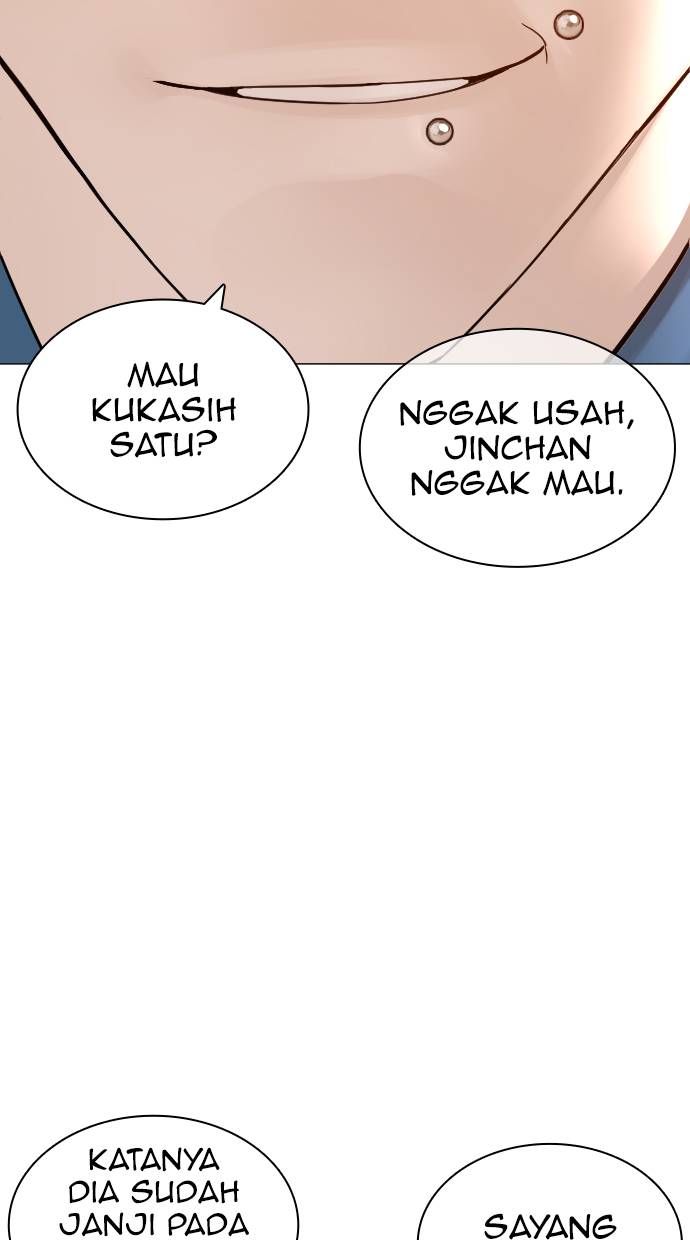 MAU
KUKASIH
SATU?
NGGAK USAH,
JINCHAN
NGGAK MAU.
KATANYA
DIA SUDAH
JANJI PADA
SAYANG